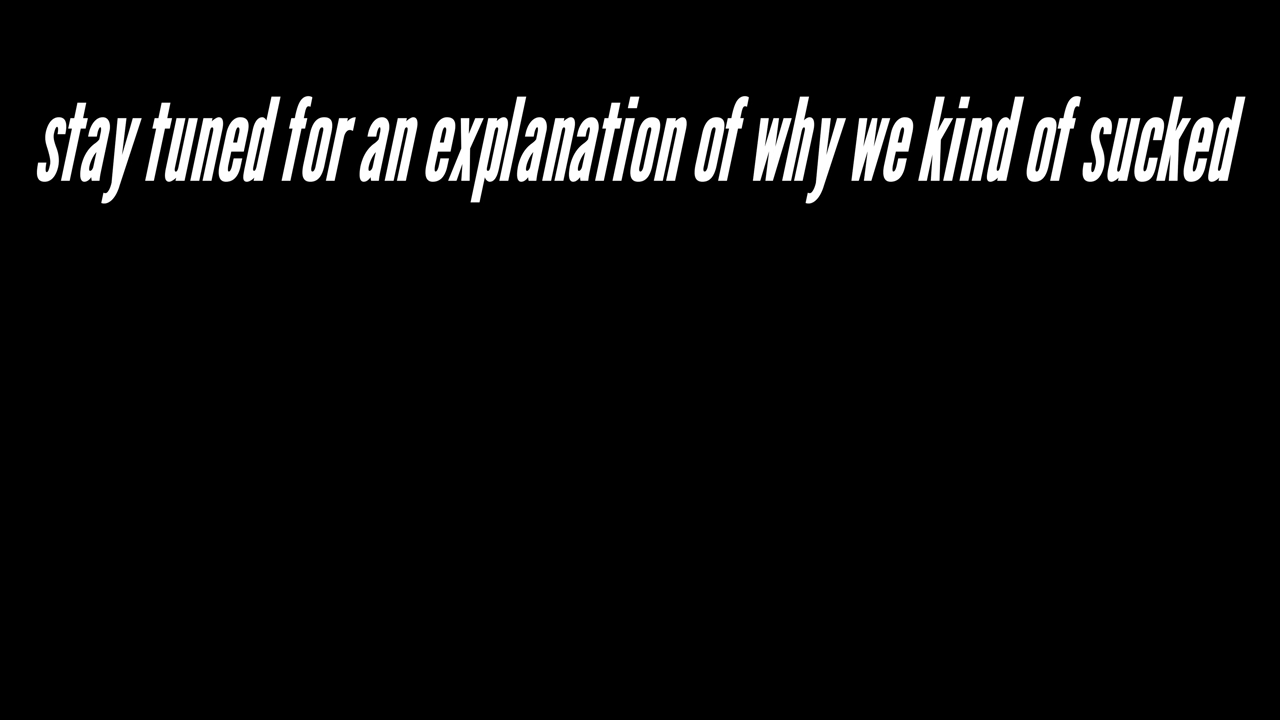 stay tuned for an explanation of why we kind of sucked